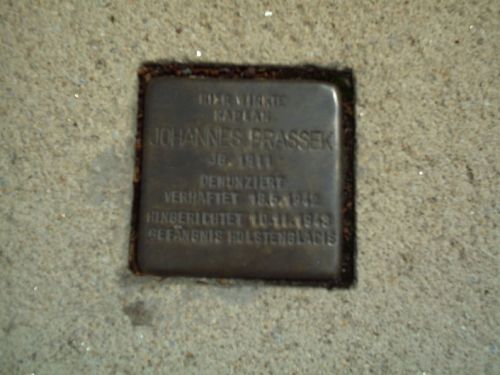 HIER WIRKTE
KAPLAN
JOHANNES PRASSEK
JG. 1911
DENUNZIERT
VERHAFTET 18.5.1942
HINGERICHTET 10.11.1943
GEFÄNGNIS HOLSTENGLACIS